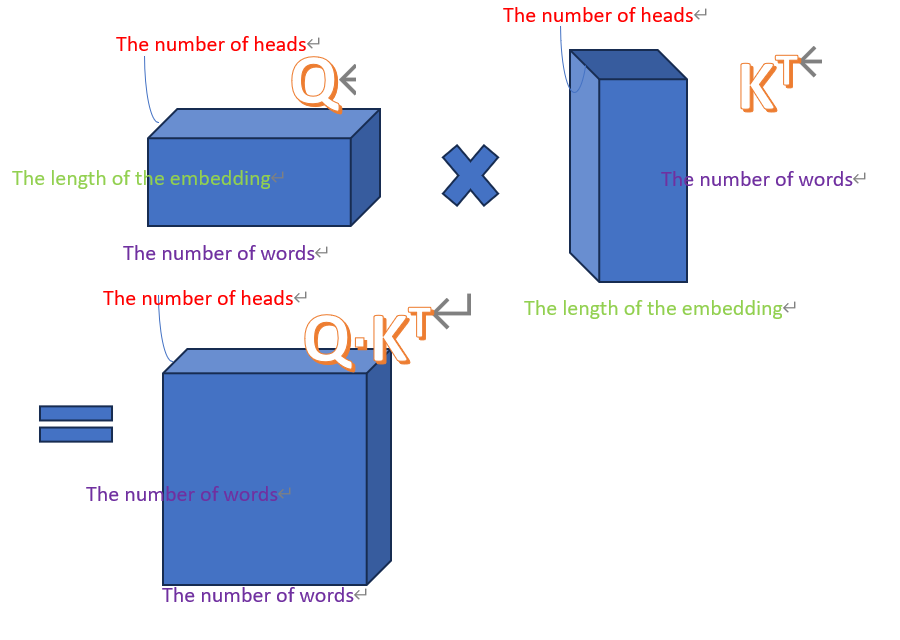 The number of heads
The number of heads
Q
K^T
The length of the embedding
The number of words
The number of words
The number of heads
The length of the embedding
Q·K^T
The number of words
The number of words